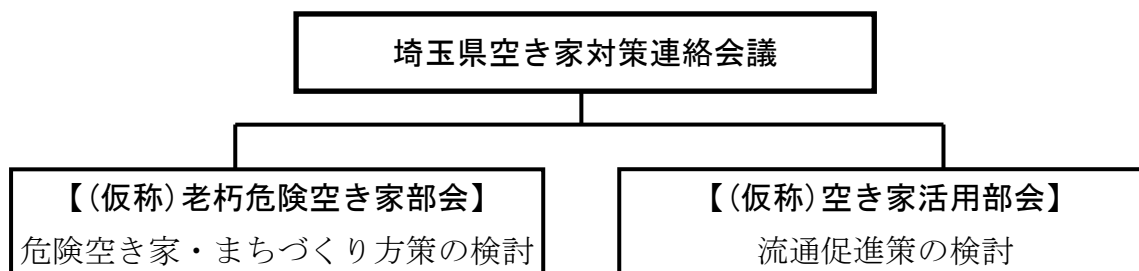 埼玉県空き家対策連絡会議
【(仮称)老朽危険空き家部会】
危険空き家・まちづくり方策の検討
【(仮称)空き家活用部会】
流通促進策の検討